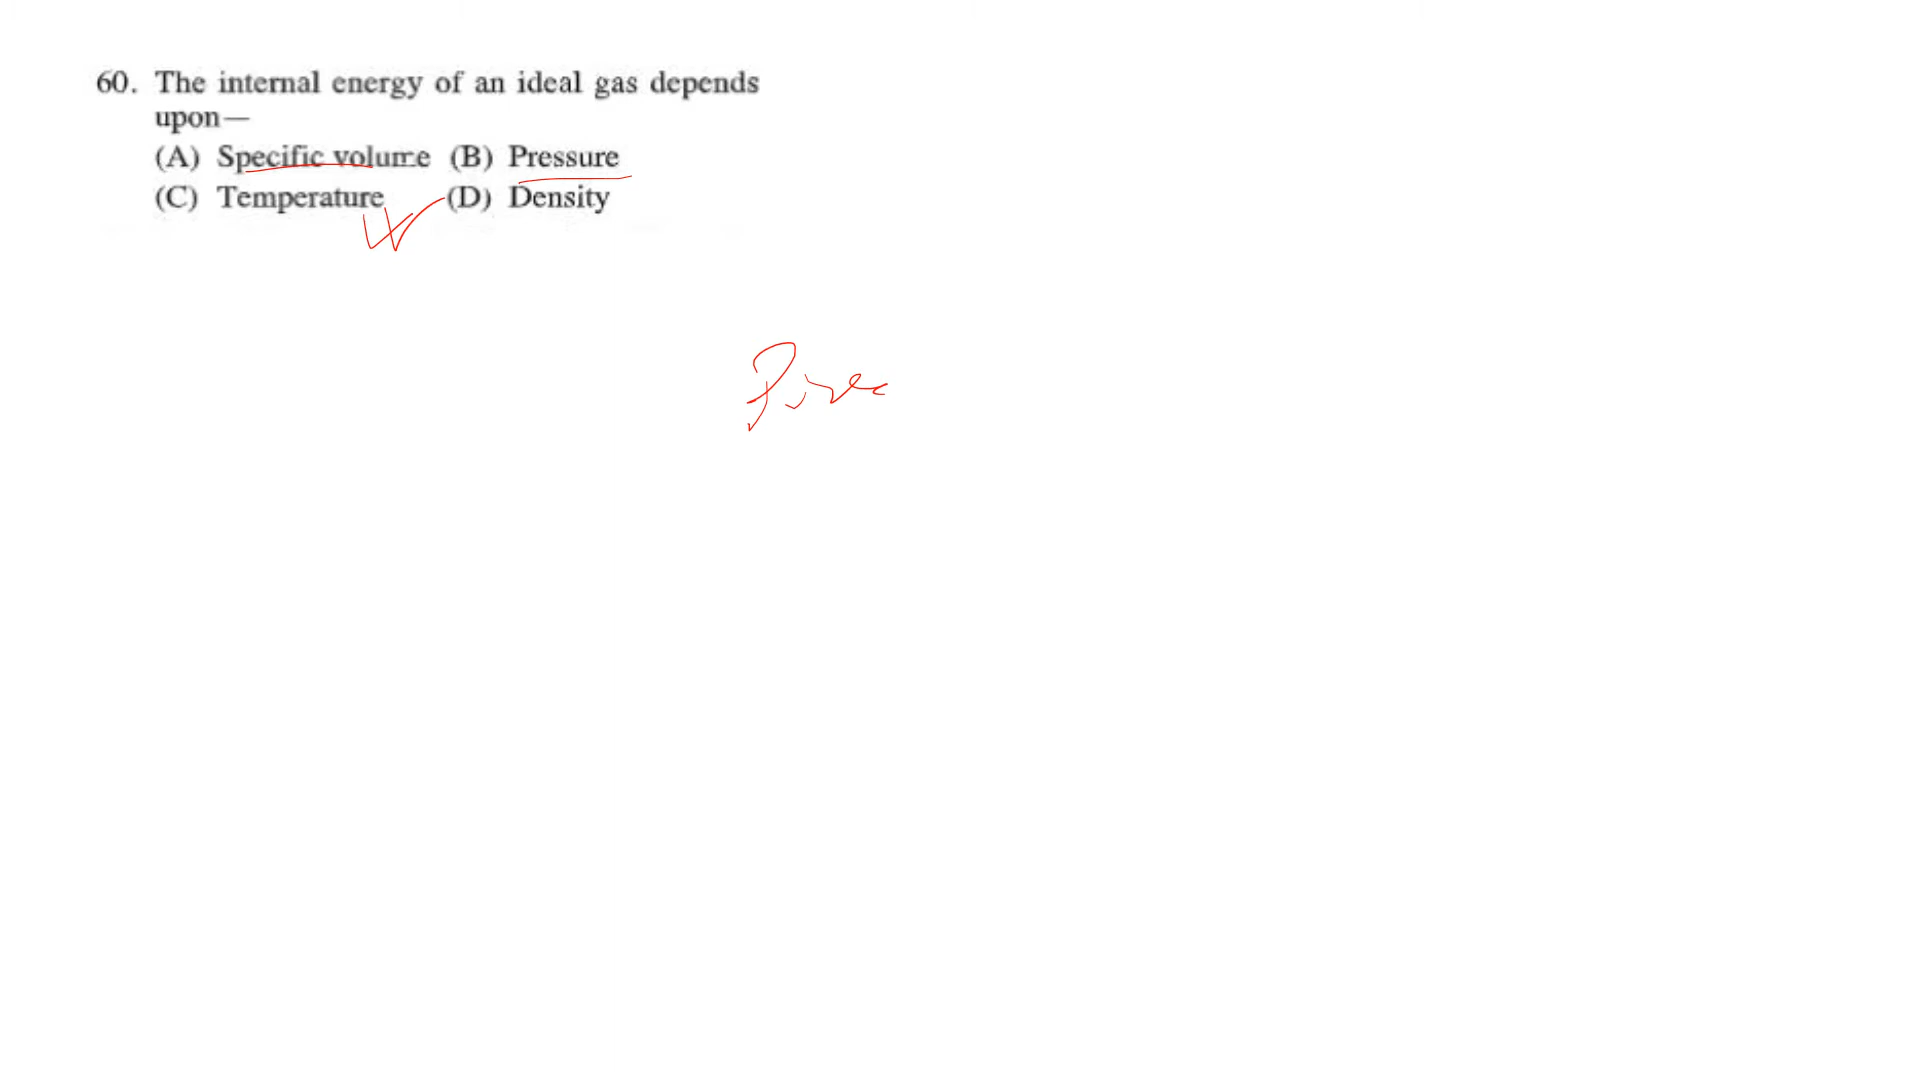 60. The internal energy of an ideal gas depends
upon—
(A) Specific volume (B) Pressure
(C) Temperature (D) Density